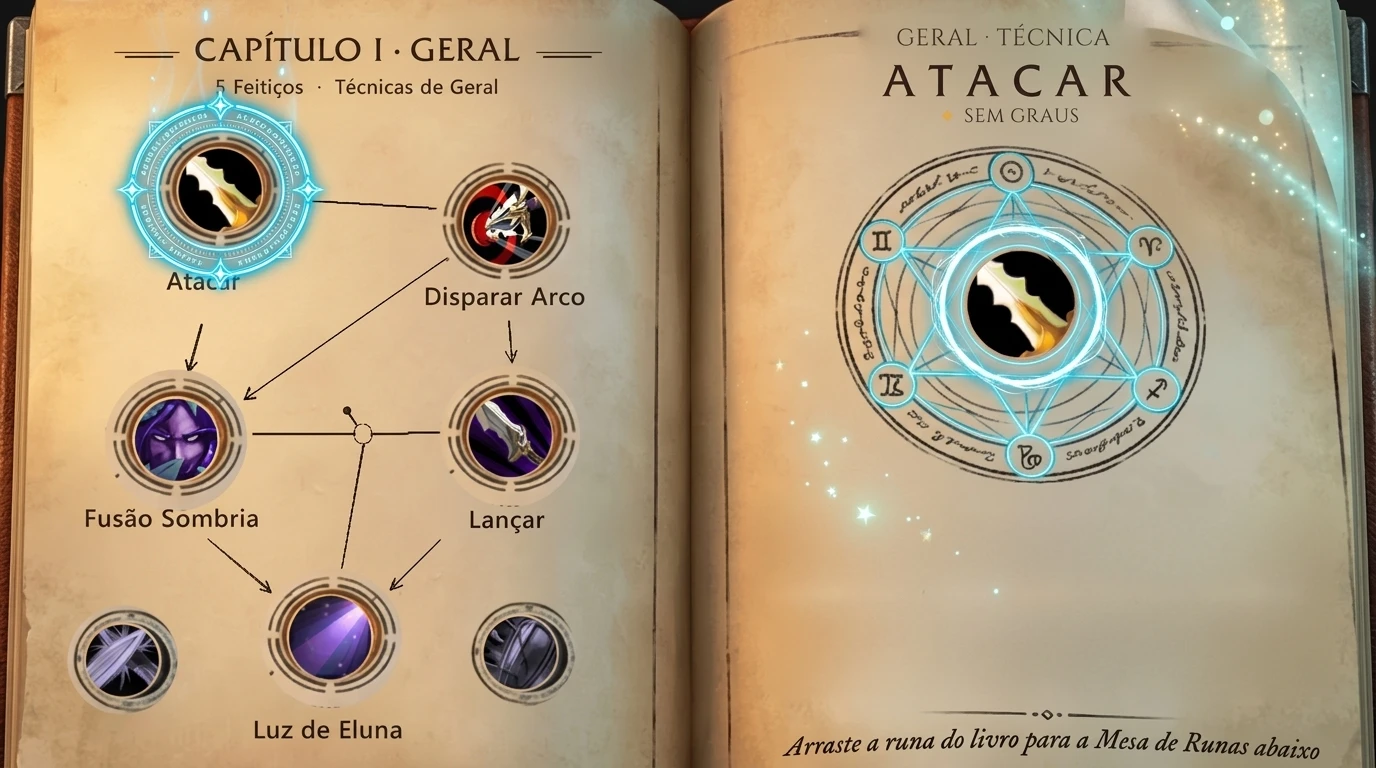 CAPÍTULO I · GERAL
5 Feitiços · Técnicas de Geral
Atacar
Disparar Arco
Fusão Sombria
Lançar
Luz de Eluna
GERAL · TÉCNICA
ATACAR
SEM GRAUS
Arraste a runa do livro para a Mesa de Runas abaixo